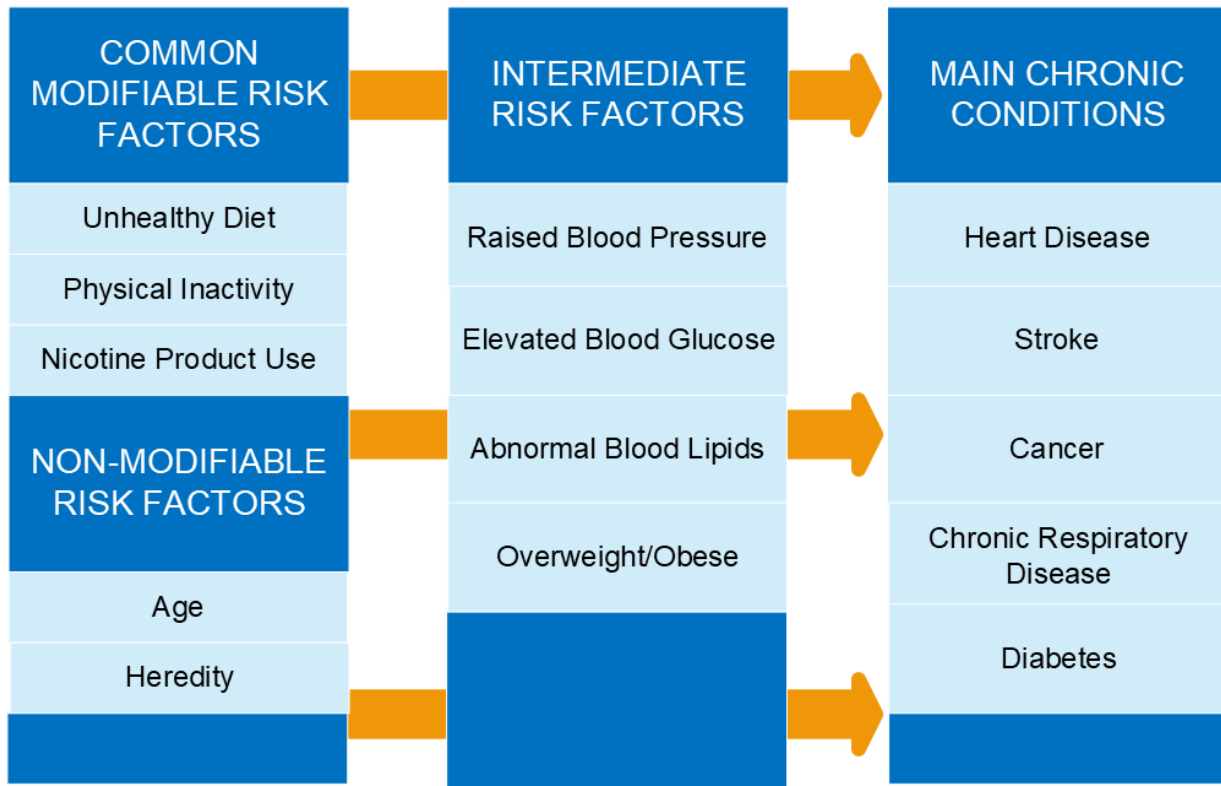 COMMON
MODIFIABLE RISK
FACTORS
Unhealthy Diet
Physical Inactivity
Nicotine Product Use
NON-MODIFIABLE
RISK FACTORS
Age
Heredity
INTERMEDIATE
RISK FACTORS
Raised Blood Pressure
Elevated Blood Glucose
Abnormal Blood Lipids
Overweight/Obese
MAIN CHRONIC
CONDITIONS
Heart Disease
Stroke
Cancer
Chronic Respiratory
Disease
Diabetes